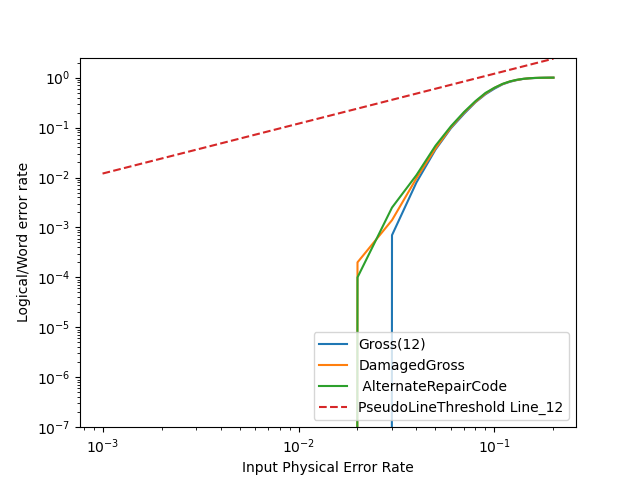 10⁰
10⁻¹
10⁻²
10⁻³
10⁻⁴
10⁻⁵
10⁻⁶
10⁻⁷
Logical/Word error rate
Gross(12)
DamagedGross
AlternateRepairCode
PseudoLineThreshold Line_12
10⁻³ 10⁻² 10⁻¹
Input Physical Error Rate